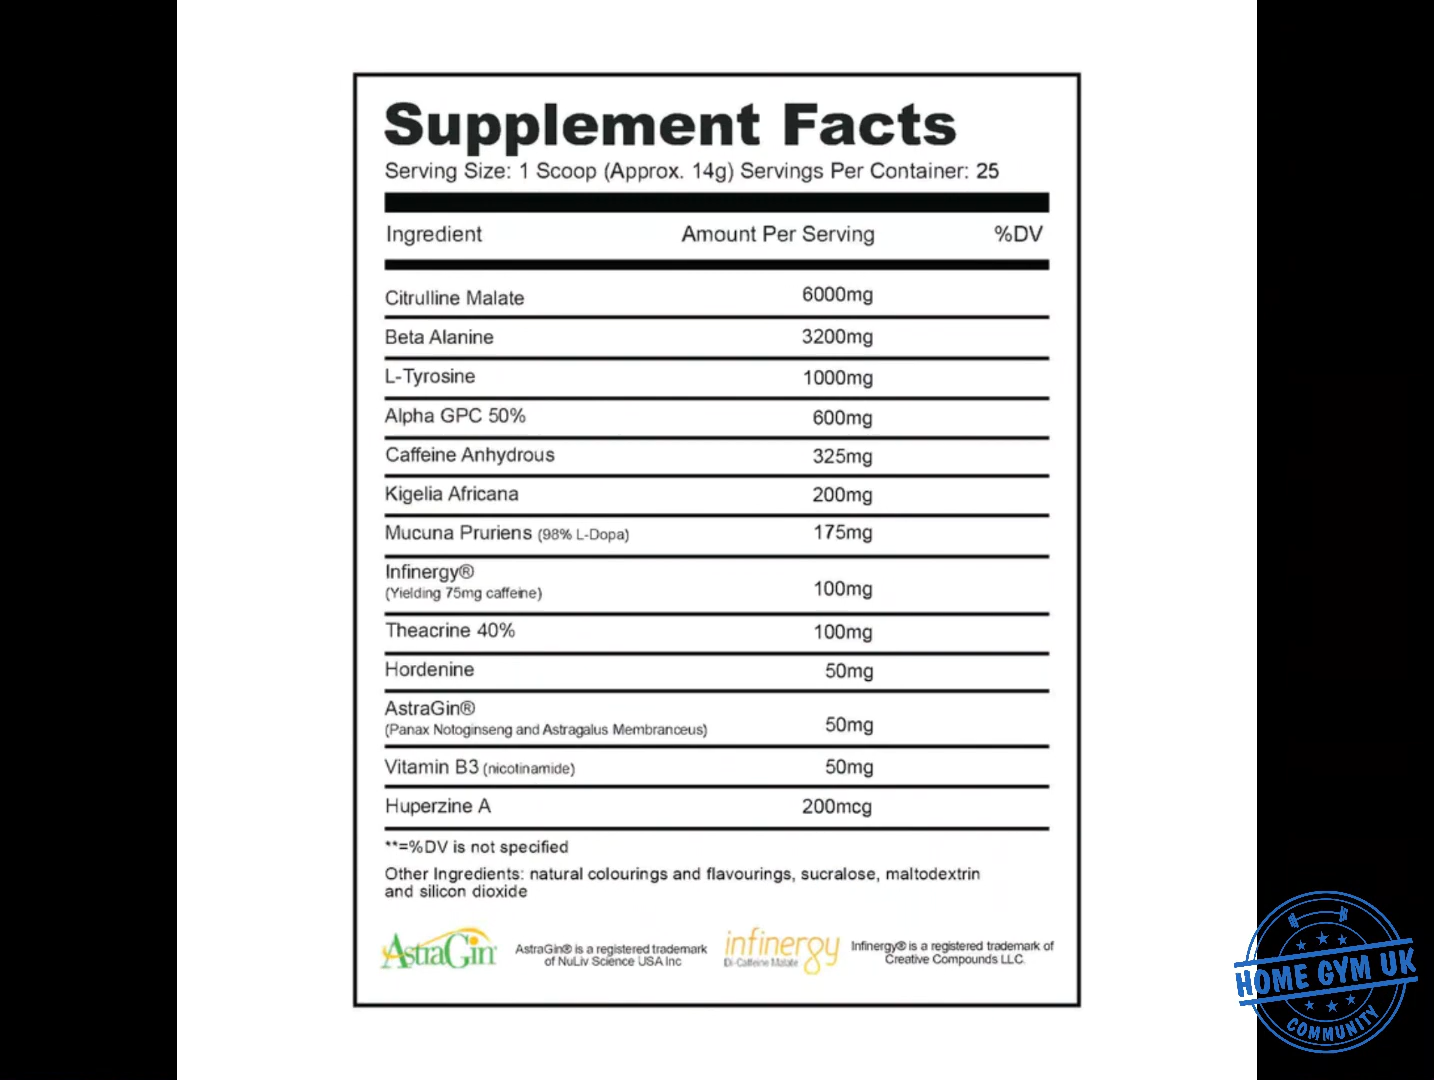 Supplement Facts
Serving Size: 1 Scoop (Approx. 14g) Servings Per Container: 25
Ingredient Amount Per Serving %DV
Citrulline Malate 6000mg
Beta Alanine 3200mg
L-Tyrosine 1000mg
Alpha GPC 50% 600mg
Caffeine Anhydrous 325mg
Kigelia Africana 200mg
Mucuna Pruriens (98% L-Dopa) 175mg
Infinergy®
(Yielding 75mg caffeine) 100mg
Theacrine 40% 100mg
Hordenine 50mg
AstraGin®
(Panax Notoginseng and Astragalus Membranceus) 50mg
Vitamin B3 (nicotinamide) 50mg
Huperzine A 200mcg
**=%DV is not specified
Other Ingredients: natural colourings and flavourings, sucralose, maltodextrin
and silicon dioxide
AstraGin
AstraGin® is a registered trademark
of NuLiv Science USA Inc
infinergy
Di-Caffeine Malate
Infinergy® is a registered trademark of
Creative Compounds LLC.
HOME GYM UK
COMMUNITY